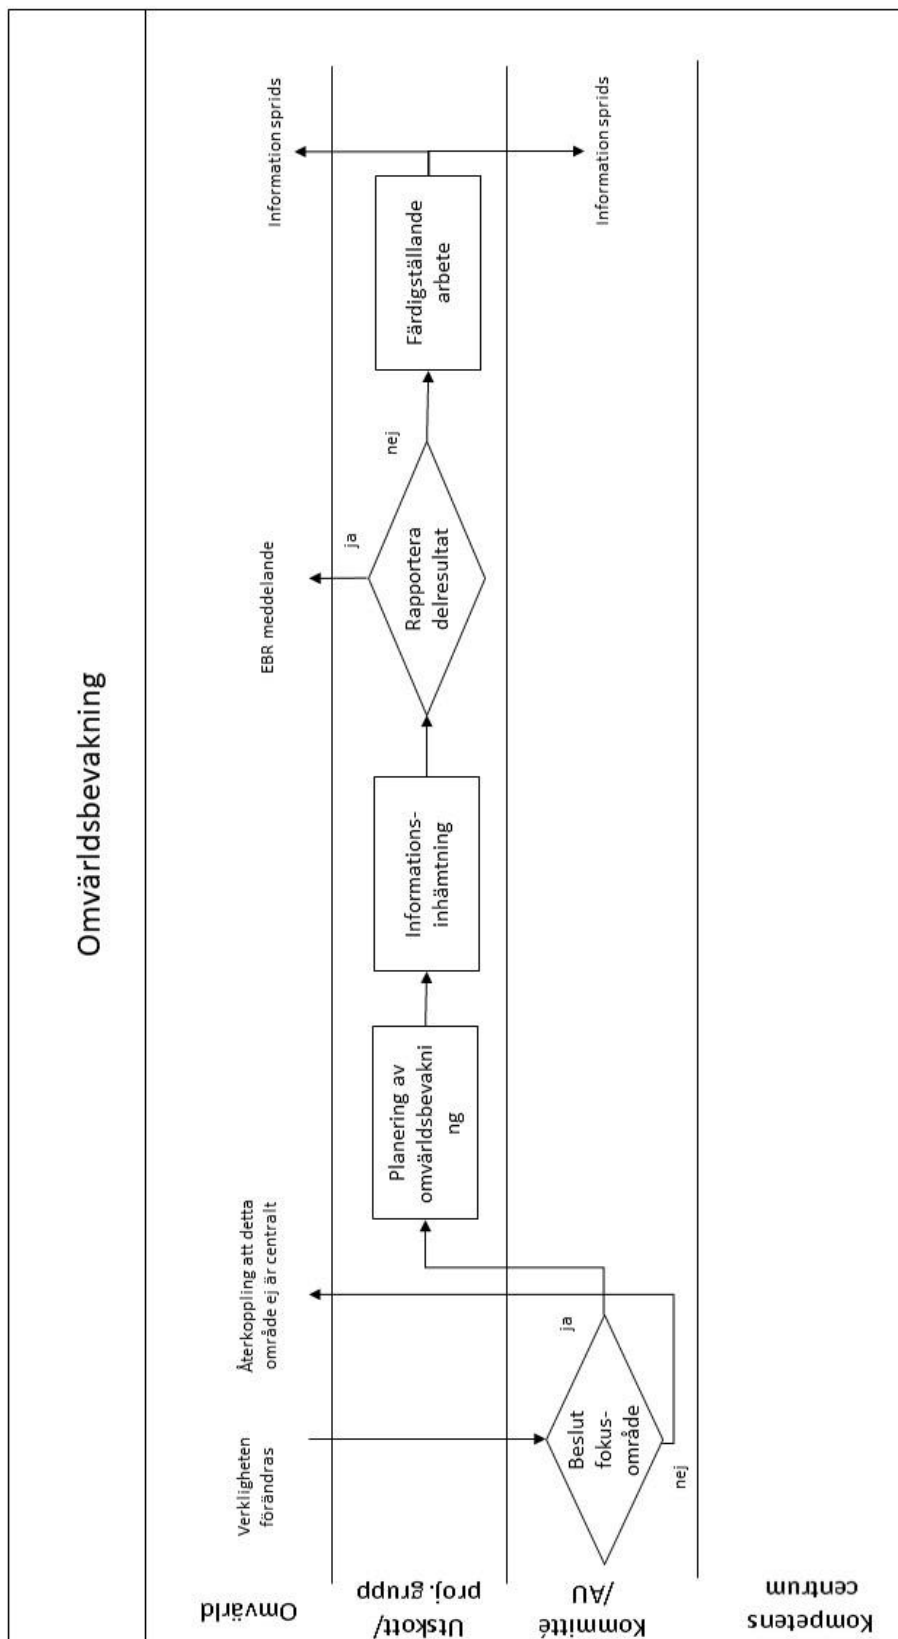 Omvärldsbevakning
Omvärld
Verkligheten
förändras
Återkoppling att detta
område ej är centralt
EBR meddelande
Information sprids
Utskott/
proj. grupp
Planering av
omvärldsbevakni
ng
Informations-
inhämtning
Rapportera
delresultat
ja
nej
Färdigställande
arbete
Kommitté
/AU
Beslut
fokus-
område
ja
nej
Information sprids
Kompetens
centrum